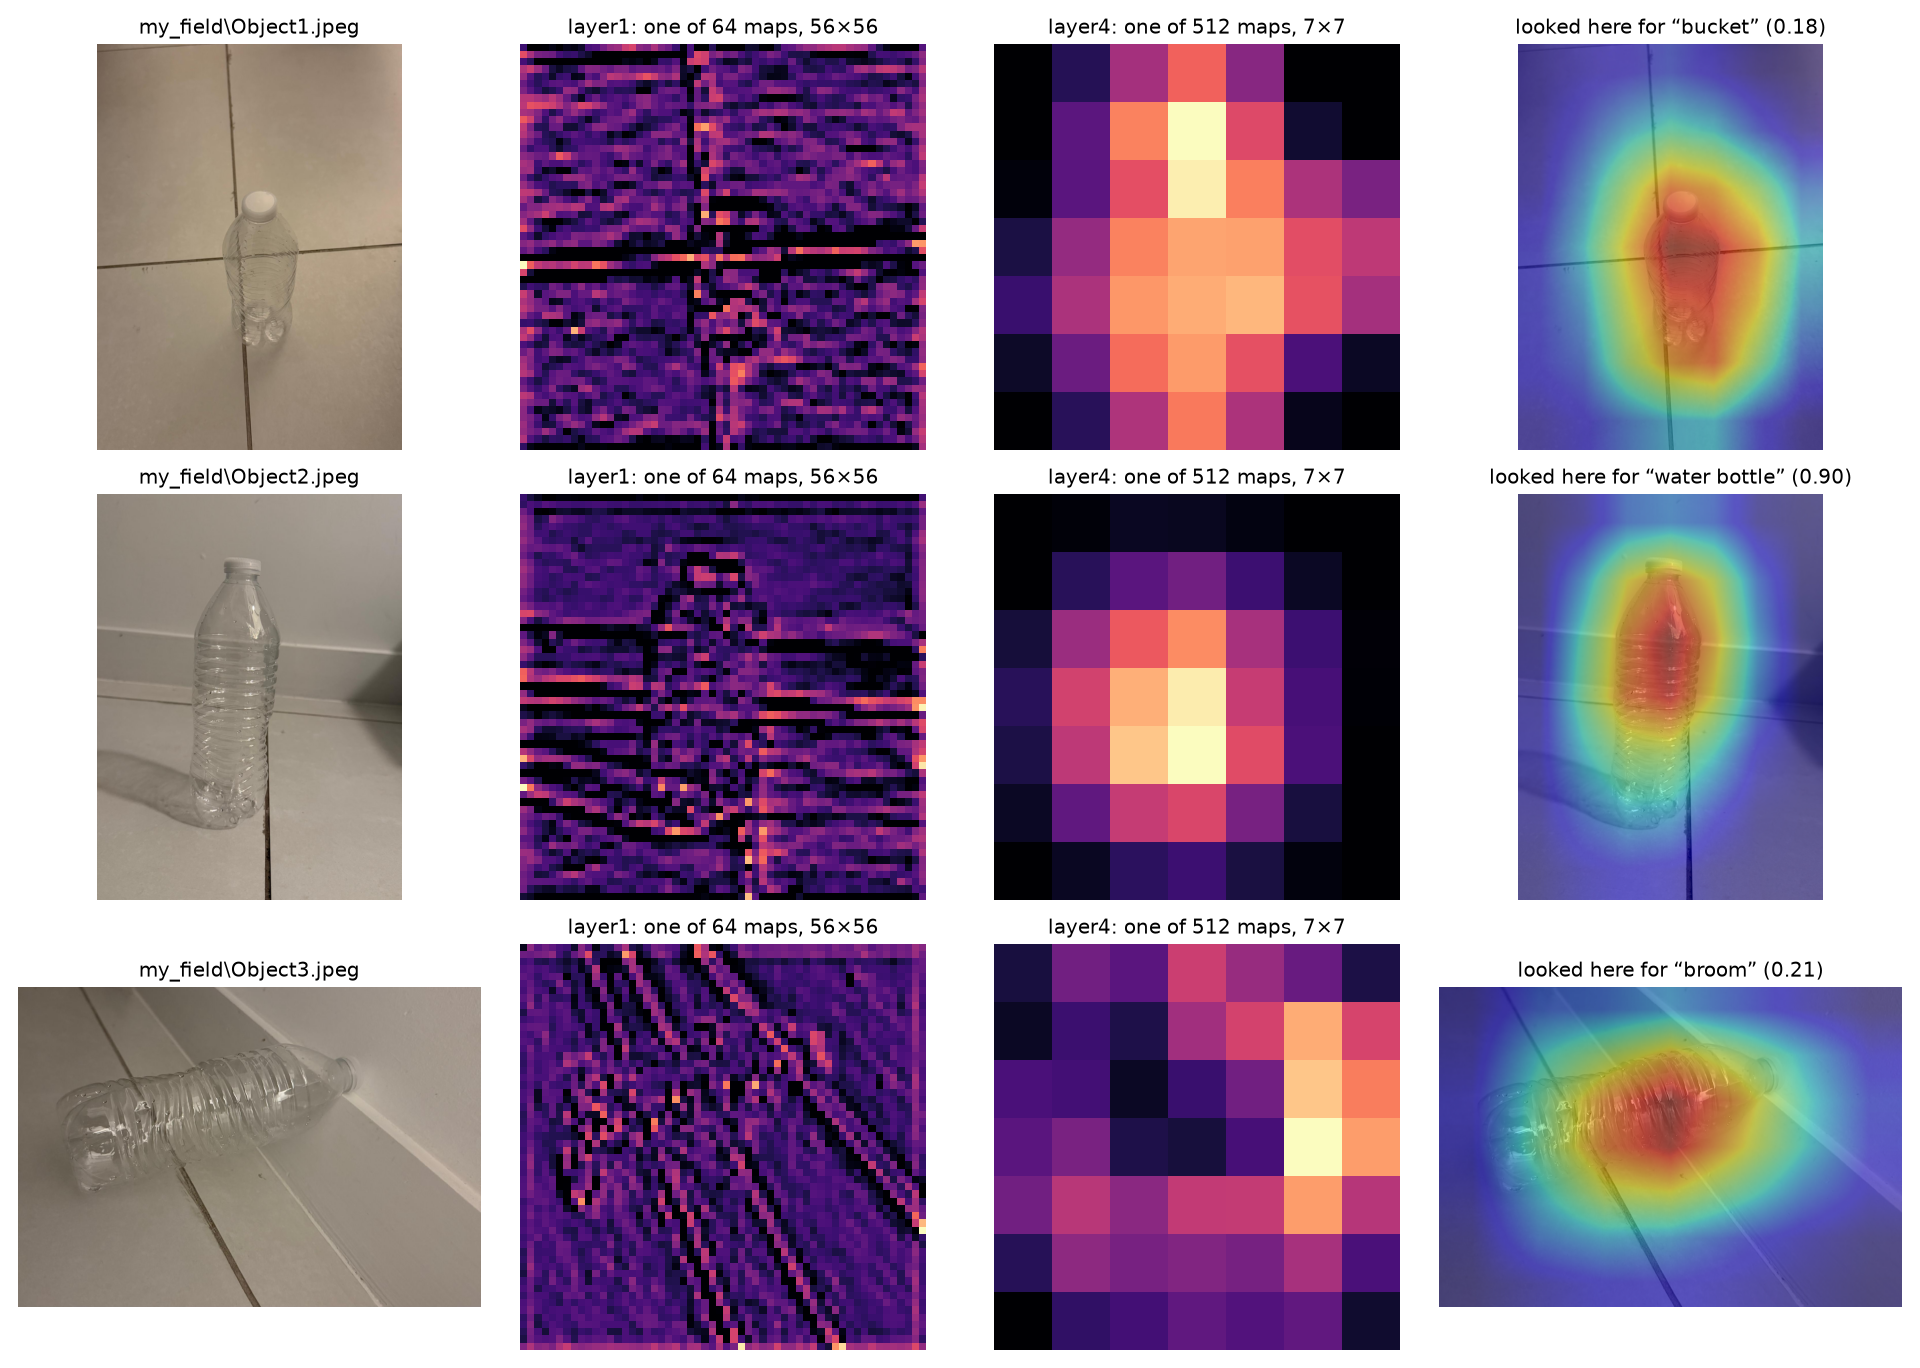 my_field\Object1.jpeg
layer1: one of 64 maps, 56×56
layer4: one of 512 maps, 7×7
looked here for “bucket” (0.18)
my_field\Object2.jpeg
layer1: one of 64 maps, 56×56
layer4: one of 512 maps, 7×7
looked here for “water bottle” (0.90)
my_field\Object3.jpeg
layer1: one of 64 maps, 56×56
layer4: one of 512 maps, 7×7
looked here for “broom” (0.21)